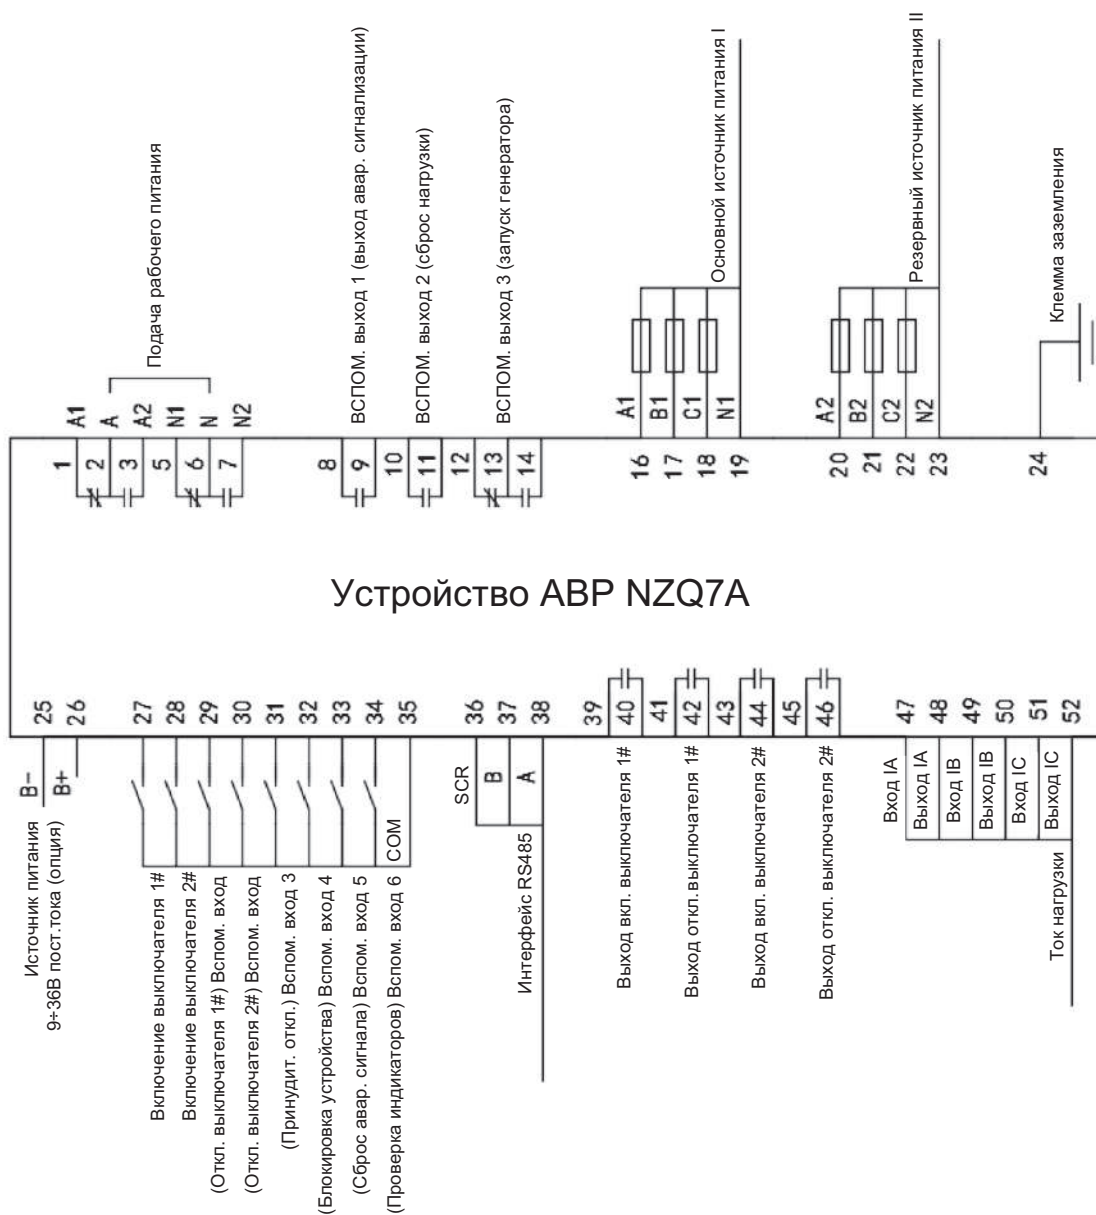 Устройство АВР NZQ7A
1
2
3
5
6
7
8
9
10
11
12
13
14
16
17
18
19
20
21
22
23
24
A1
A
A2
N1
N
N2
Подача рабочего питания
ВСПОМ. выход 1 (выход авар. сигнализации)
ВСПОМ. выход 2 (сброс нагрузки)
ВСПОМ. выход 3 (запуск генератора)
A1
B1
C1
N1
Основной источник питания I
A2
B2
C2
N2
Резервный источник питания II
Клемма заземления
25
26
27
28
29
30
31
32
33
34
35
36
37
38
39
40
41
42
43
44
45
46
47
48
49
50
51
52
B−
B+
Источник питания
9÷36В пост.тока (опция)
Включение выключателя 1#
Включение выключателя 2#
(Откл. выключателя 1#) Вспом. вход
(Откл. выключателя 2#) Вспом. вход
(Принудит. откл.) Вспом. вход 3
(Блокировка устройства) Вспом. вход 4
(Сброс авар. сигнала) Вспом. вход 5
(Проверка индикаторов) Вспом. вход 6
COM
SCR
B
A
Интерфейс RS485
Выход вкл. выключателя 1#
Выход откл. выключателя 1#
Выход вкл. выключателя 2#
Выход откл. выключателя 2#
Вход IA
Выход IA
Вход IB
Выход IB
Вход IC
Выход IC
Ток нагрузки